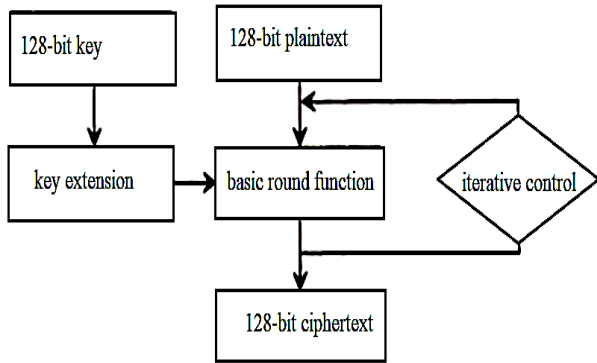 128-bit key
128-bit plaintext
key extension
basic round function
iterative control
128-bit ciphertext